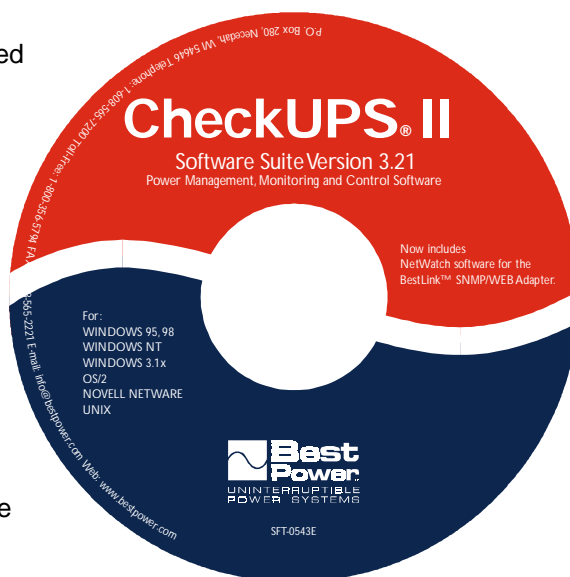 ed
e
P.O. Box 280, Necedah, WI 54646 Telephone: 1-608-565-7200 Toll-Free: 1-800-356-5794 FAX 565-2221 E-mail: info@bestpower.com Web: www.bestpower.com
CheckUPS® II
Software Suite Version 3.21
Power Management, Monitoring and Control Software
Now includes
NetWatch software for the
BestLink™ SNMP/WEB Adapter.
For:
WINDOWS 95, 98
WINDOWS NT
WINDOWS 3.1x
OS/2
NOVELL NETWARE
UNIX
Best
Power
UNINTERRUPTIBLE
POWER SYSTEMS
SFT-0543E